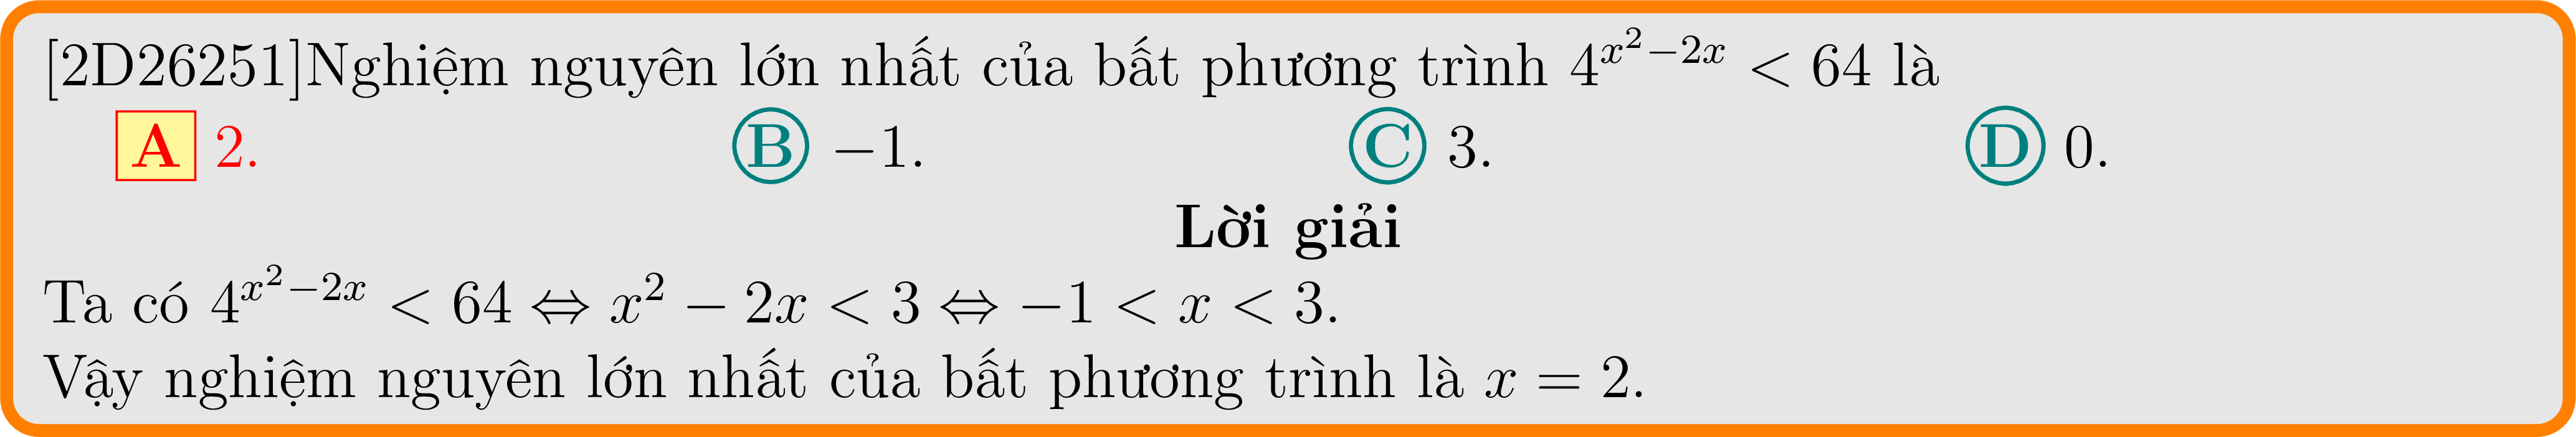 [2D26251]Nghiệm nguyên lớn nhất của bất phương trình $4^{x^2-2x} < 64$ là
A 2. B −1. C 3. D 0.
Lời giải
Ta có $4^{x^2-2x} < 64 \Leftrightarrow x^2 - 2x < 3 \Leftrightarrow -1 < x < 3.$
Vậy nghiệm nguyên lớn nhất của bất phương trình là $x = 2.$